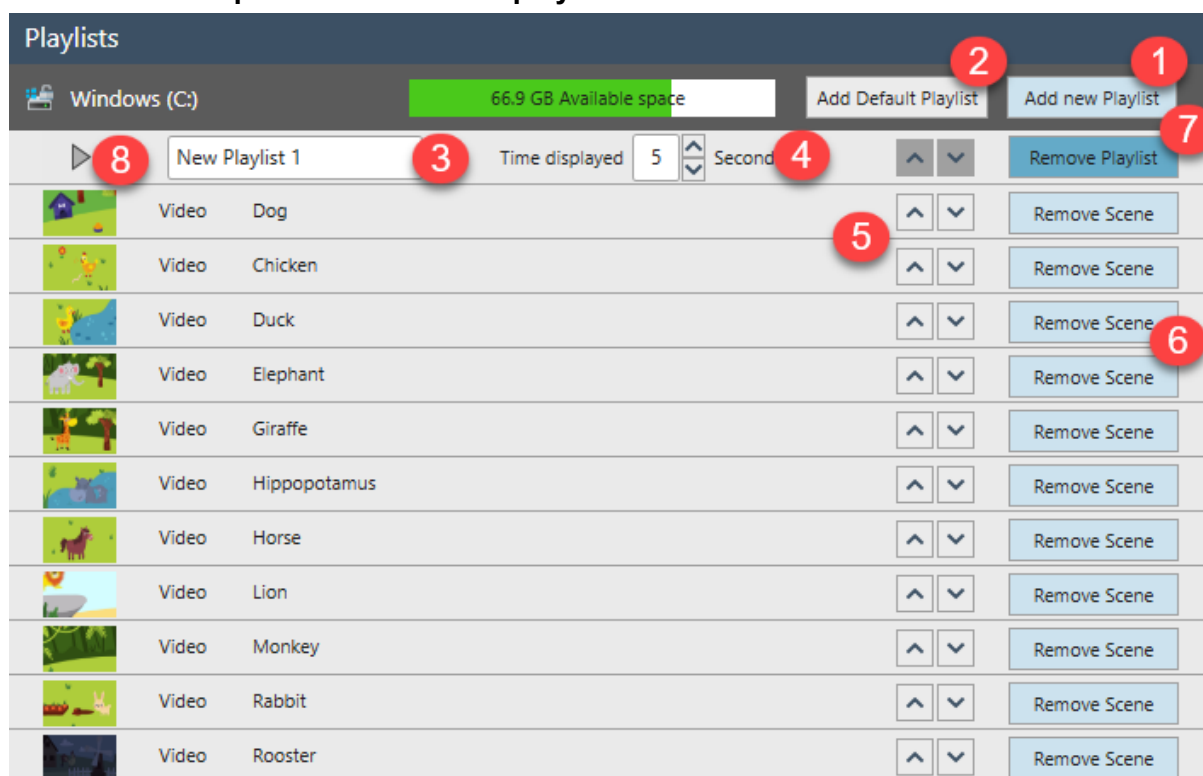 Playlists
2
1
Windows (C:)
66.9 GB Available space
Add Default Playlist
Add new Playlist
7
8
New Playlist 1
3
Time displayed
5
Second
4
Remove Playlist
Video Dog Remove Scene
5
Video Chicken Remove Scene
Video Duck Remove Scene
6
Video Elephant Remove Scene
Video Giraffe Remove Scene
Video Hippopotamus Remove Scene
Video Horse Remove Scene
Video Lion Remove Scene
Video Monkey Remove Scene
Video Rabbit Remove Scene
Video Rooster Remove Scene